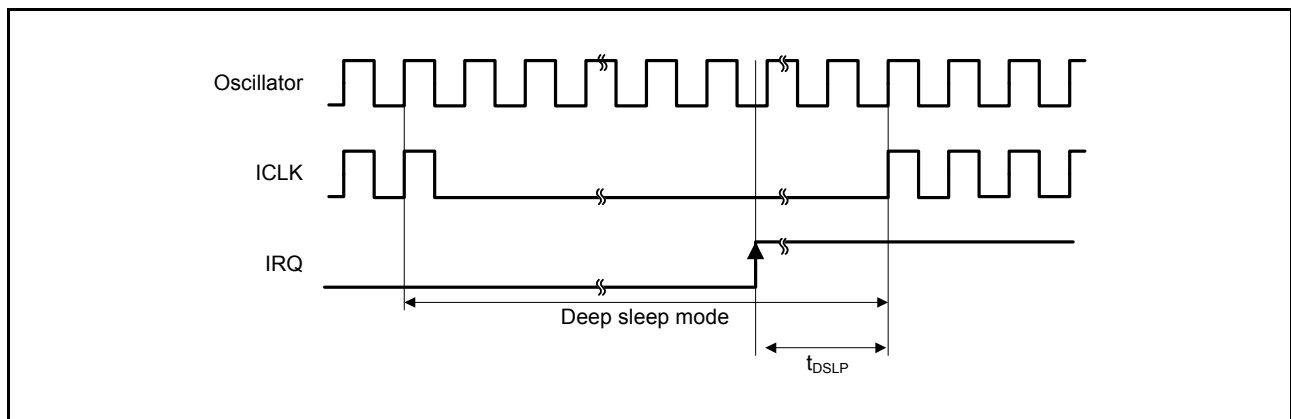 Oscillator
ICLK
IRQ
Deep sleep mode
tDSLP